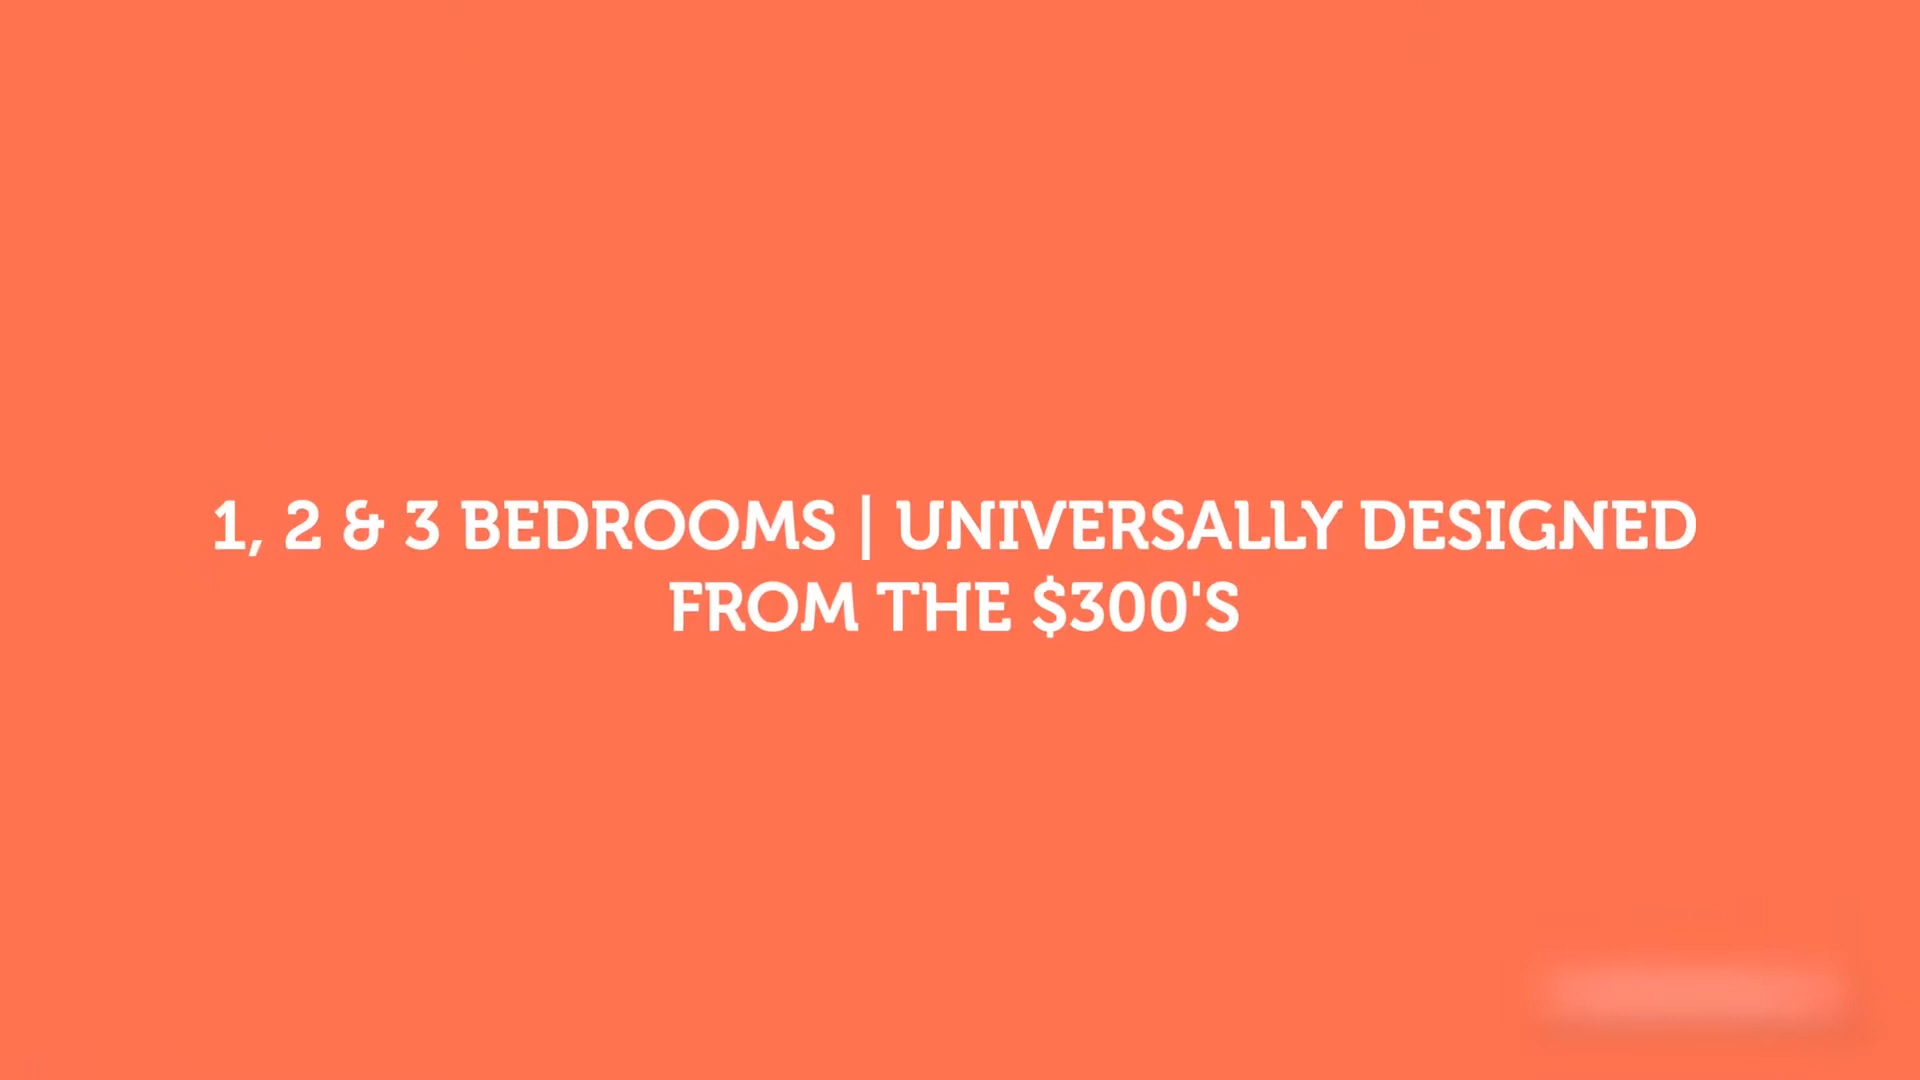 1, 2 & 3 BEDROOMS | UNIVERSALLY DESIGNED
FROM THE $300'S